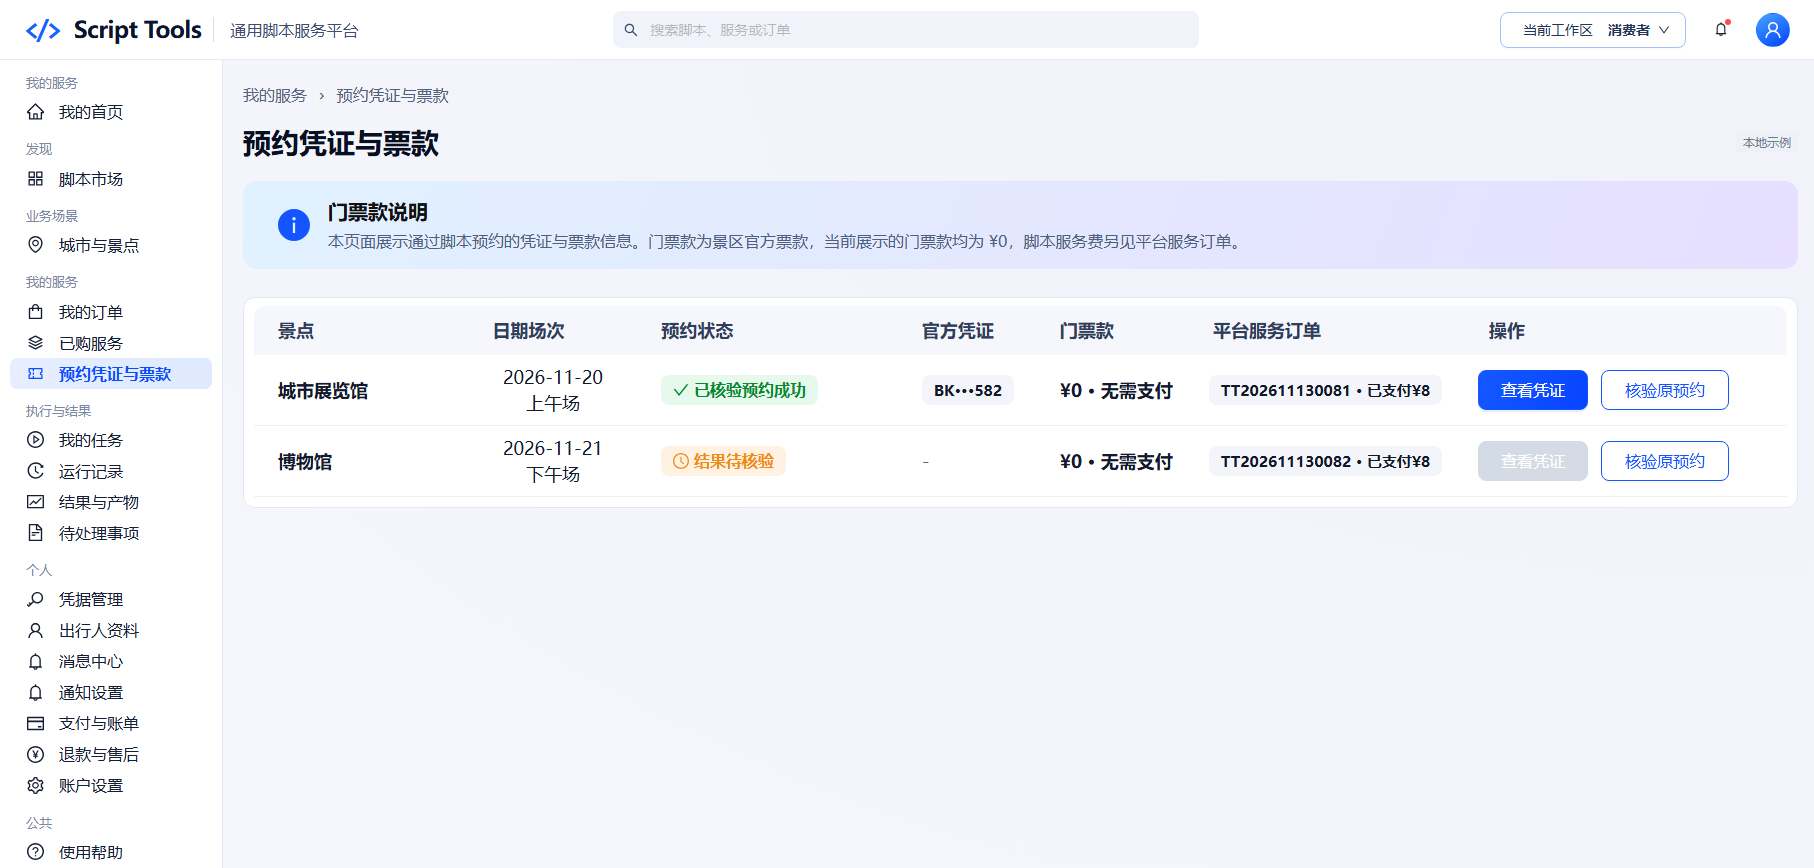 </> Script Tools
通用脚本服务平台
搜索脚本、服务或订单
当前工作区 消费者
我的服务
我的首页
发现
脚本市场
业务场景
城市与景点
我的服务
我的订单
已购服务
预约凭证与票款
执行与结果
我的任务
运行记录
结果与产物
待处理事项
个人
凭据管理
出行人资料
消息中心
通知设置
支付与账单
退款与售后
账户设置
公共
使用帮助
我的服务 › 预约凭证与票款
预约凭证与票款
本地示例
门票款说明
本页面展示通过脚本预约的凭证与票款信息。门票款为景区官方票款，当前展示的门票款均为 ¥0，脚本服务费另见平台服务订单。
景点 日期场次 预约状态 官方凭证 门票款 平台服务订单 操作
城市展览馆 2026-11-20 上午场 已核验预约成功 BK•••582 ¥0 • 无需支付 TT202611130081 • 已支付¥8 查看凭证 核验原预约
博物馆 2026-11-21 下午场 结果待核验 - ¥0 • 无需支付 TT202611130082 • 已支付¥8 查看凭证 核验原预约